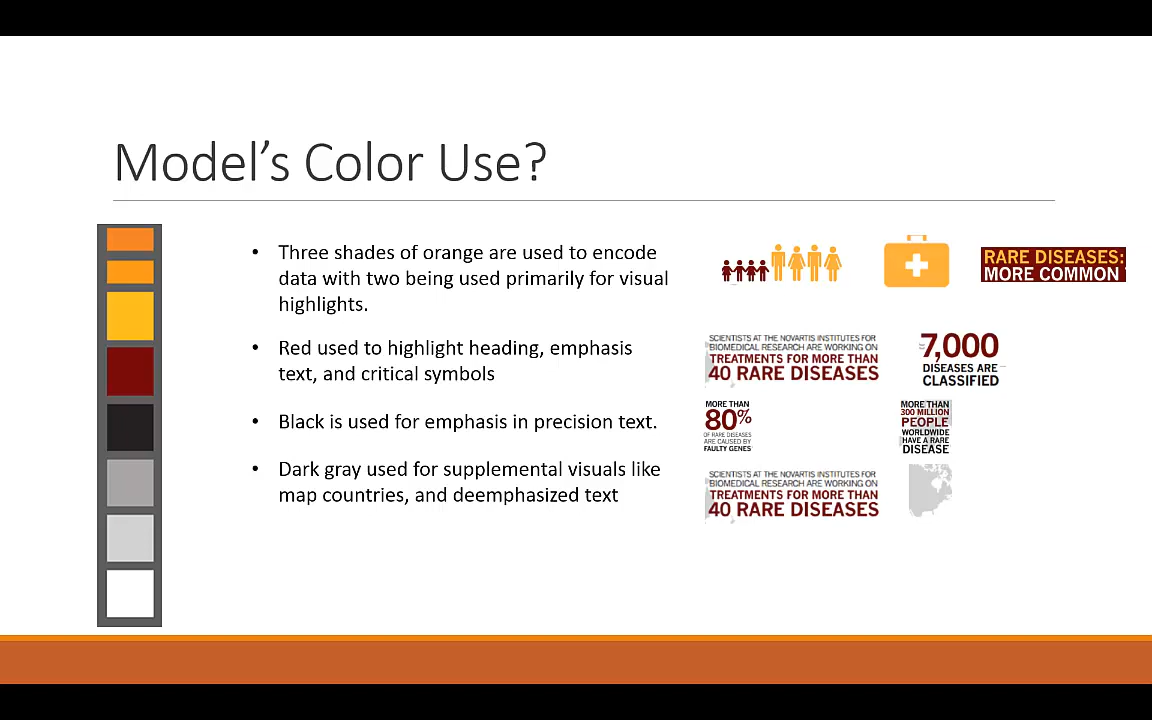 Model's Color Use?
• Three shades of orange are used to encode
data with two being used primarily for visual
highlights.
• Red used to highlight heading, emphasis
text, and critical symbols
• Black is used for emphasis in precision text.
• Dark gray used for supplemental visuals like
map countries, and deemphasized text
RARE DISEASES:
MORE COMMON
SCIENTISTS AT THE NOVARTIS INSTITUTES FOR
BIOMEDICAL RESEARCH ARE WORKING ON
TREATMENTS FOR MORE THAN
40 RARE DISEASES
7,000
DISEASES ARE
CLASSIFIED
MORE THAN
80%
OF RARE DISEASES
ARE CAUSED BY
FAULTY GENES
MORE THAN
300 MILLION
PEOPLE
WORLDWIDE
HAVE A RARE
DISEASE
SCIENTISTS AT THE NOVARTIS INSTITUTES FOR
BIOMEDICAL RESEARCH ARE WORKING ON
TREATMENTS FOR MORE THAN
40 RARE DISEASES